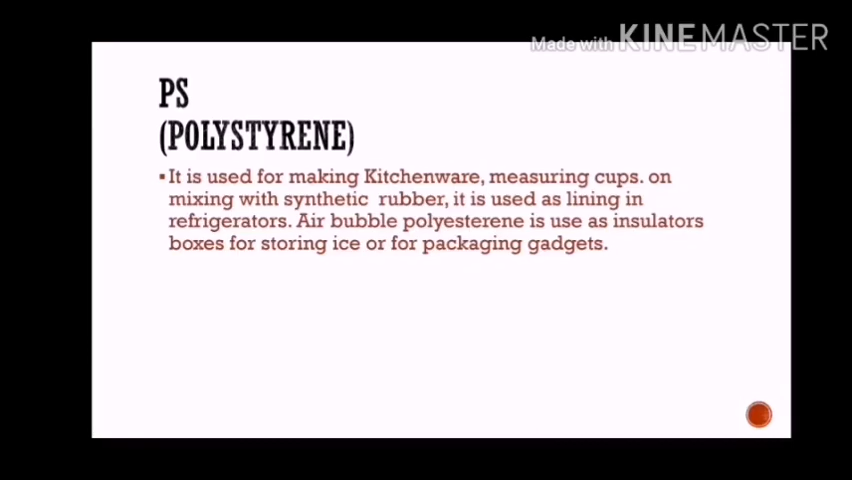 Made with KINEMASTER
PS
(POLYSTYRENE)
▪It is used for making Kitchenware, measuring cups. on
mixing with synthetic rubber, it is used as lining in
refrigerators. Air bubble polyesterene is use as insulators
boxes for storing ice or for packaging gadgets.